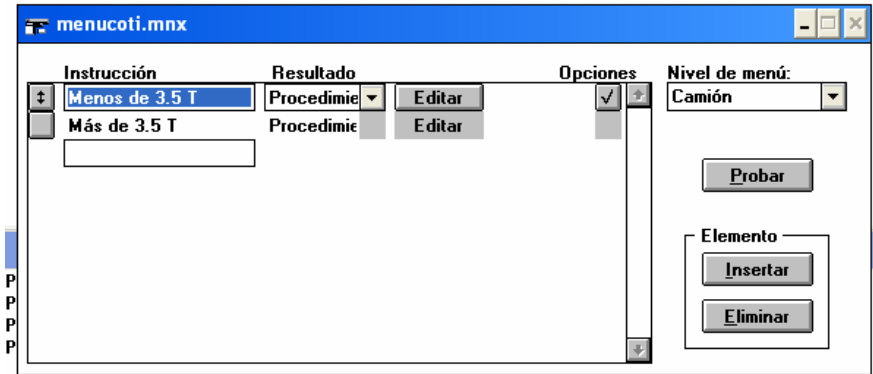 menucoti.mnx
Instrucción Resultado Opciones Nivel de menú:
Menos de 3.5 T Procedimie Editar √ Camión
Más de 3.5 T Procedimie Editar
Probar
Elemento
Insertar
Eliminar
P
P
P
P